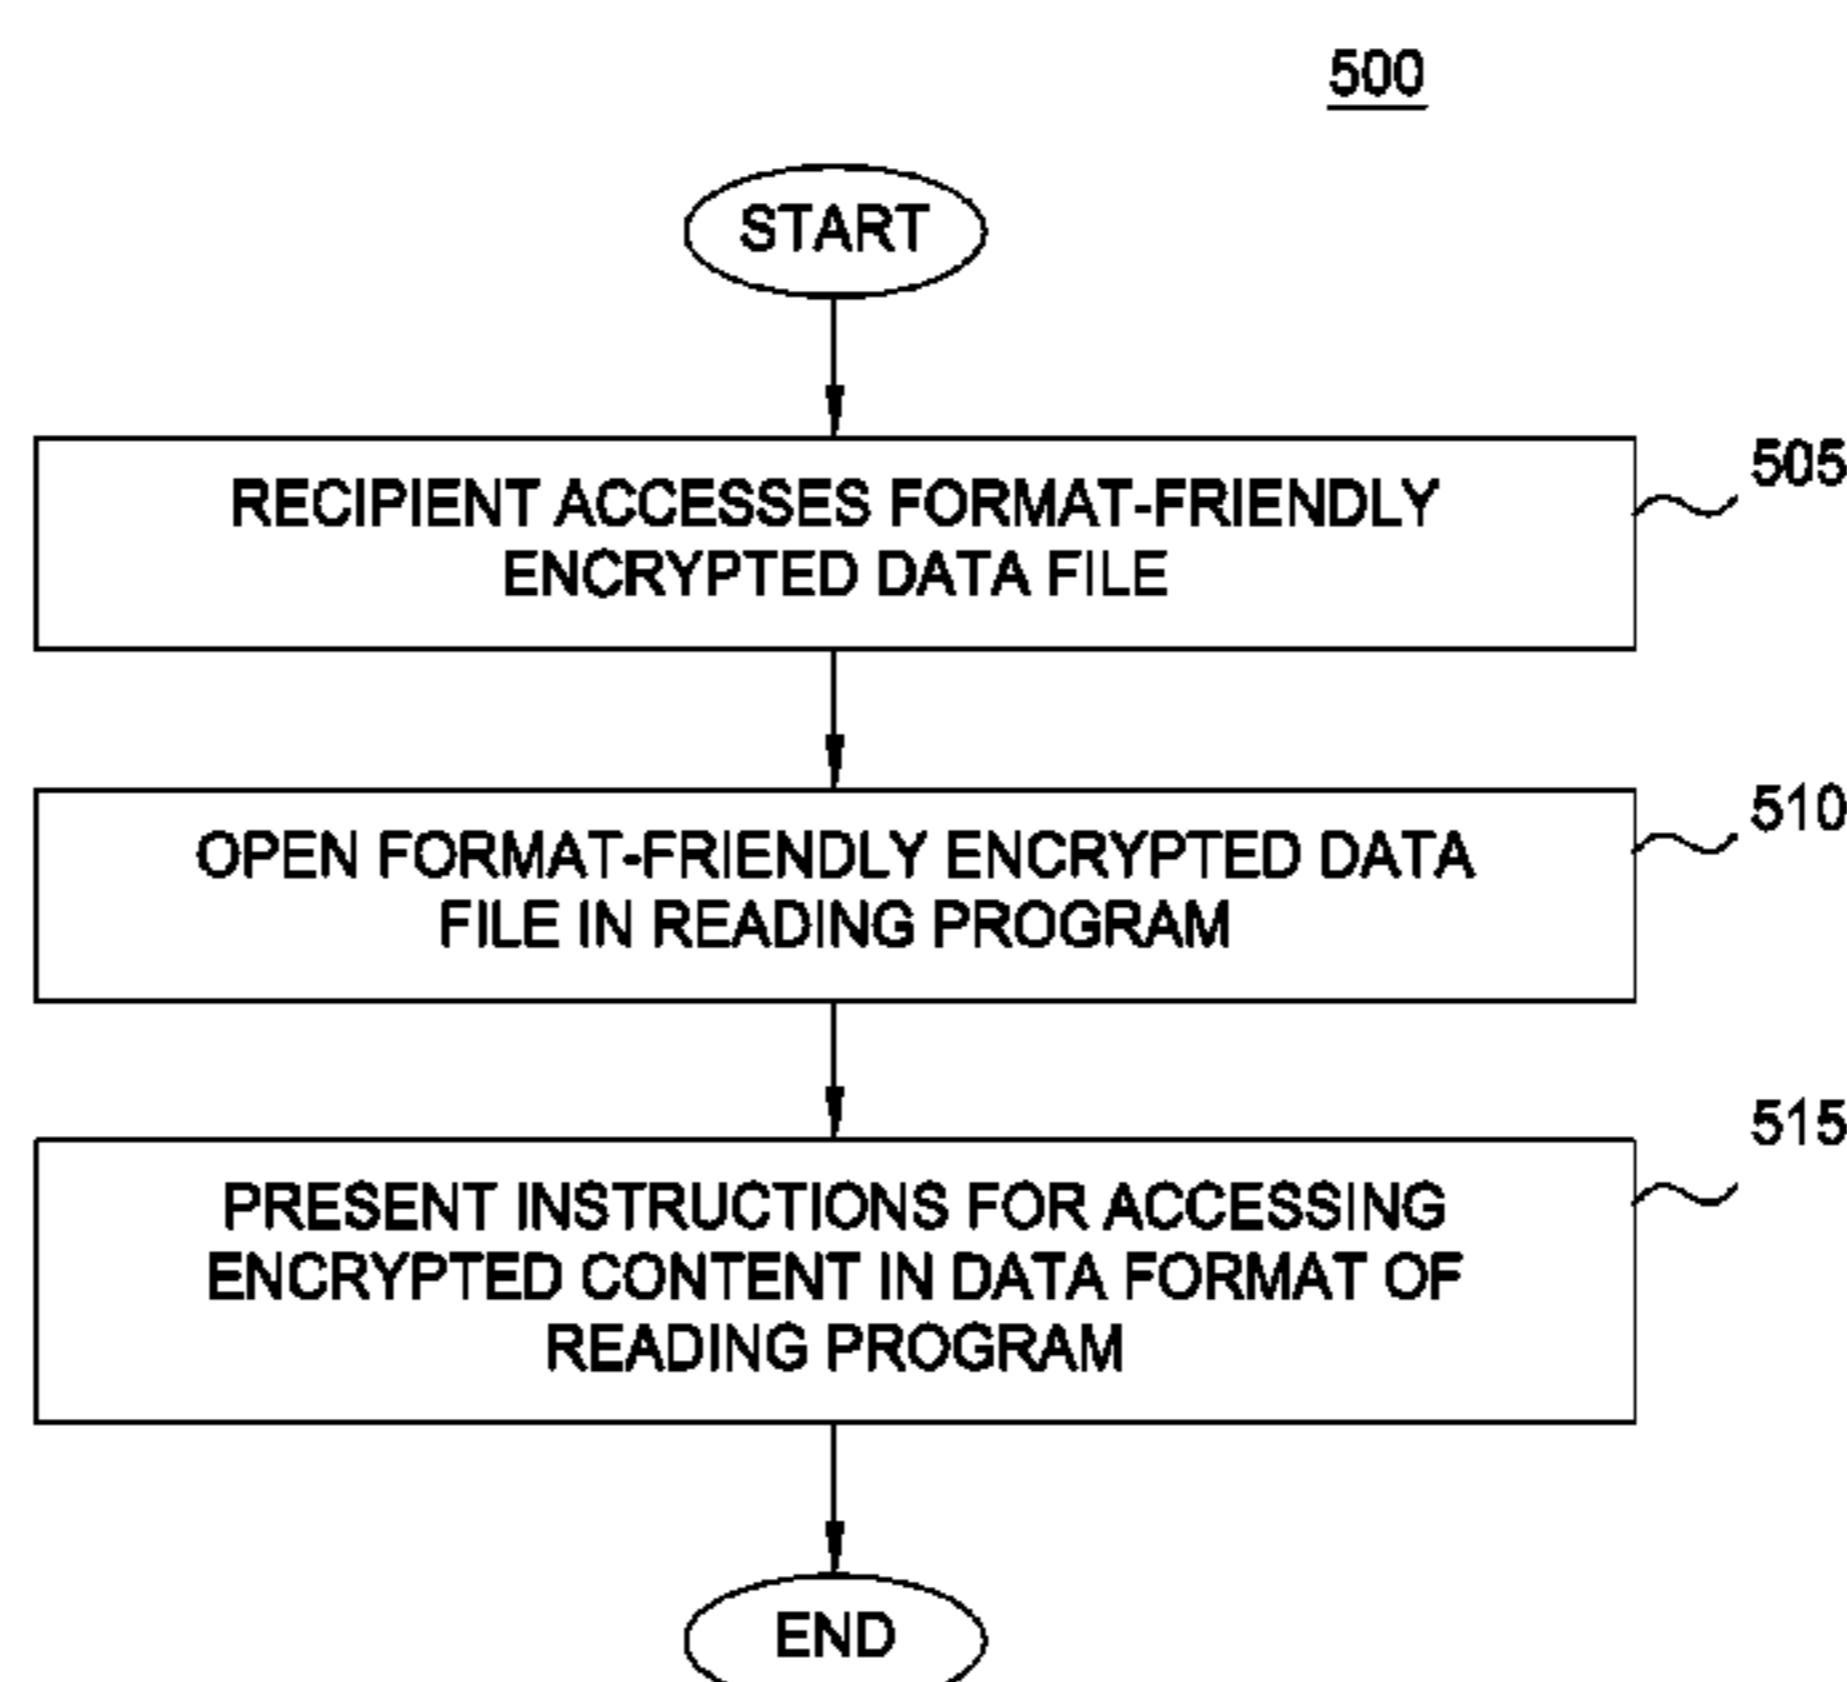 500
START
RECIPIENT ACCESSES FORMAT-FRIENDLY
ENCRYPTED DATA FILE
505
OPEN FORMAT-FRIENDLY ENCRYPTED DATA
FILE IN READING PROGRAM
510
PRESENT INSTRUCTIONS FOR ACCESSING
ENCRYPTED CONTENT IN DATA FORMAT OF
READING PROGRAM
515
END